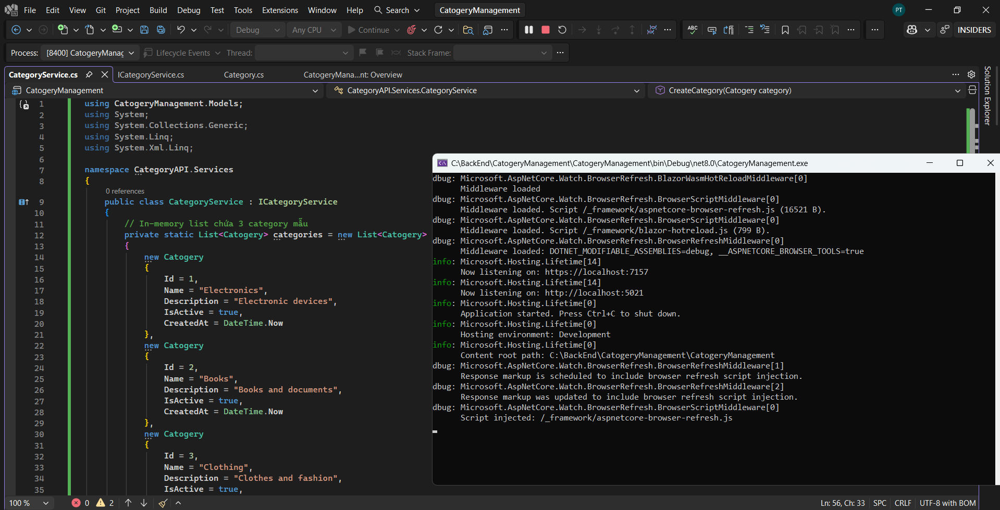 File Edit View Git Project Build Debug Test Tools Extensions Window Help Search CatogeryManagement PT
Debug Any CPU Continue INSIDERS
Process: [8400] CatogeryManag Lifecycle Events Thread: Stack Frame:
CategoryService.cs ICategoryService.cs Category.cs CatogeryMana...nt: Overview
CatogeryManagement CategoryAPI.Services.CategoryService CreateCategory(Catogery category)
Solution Explorer
1 using CatogeryManagement.Models;
2 using System;
3 using System.Collections.Generic;
4 using System.Linq;
5 using System.Xml.Linq;
6
7 namespace CategoryAPI.Services
8 {
0 references
9 public class CategoryService : ICategoryService
10 {
11 // In-memory list chứa 3 category mẫu
12 private static List<Catogery> categories = new List<Catogery>
13 {
14 new Catogery
15 {
16 Id = 1,
17 Name = "Electronics",
18 Description = "Electronic devices",
19 IsActive = true,
20 CreatedAt = DateTime.Now
21 },
22 new Catogery
23 {
24 Id = 2,
25 Name = "Books",
26 Description = "Books and documents",
27 IsActive = true,
28 CreatedAt = DateTime.Now
29 },
30 new Catogery
31 {
32 Id = 3,
33 Name = "Clothing",
34 Description = "Clothes and fashion",
35 IsActive = true,
C:\BackEnd\CatogeryManagement\CatogeryManagement\bin\Debug\net8.0\CatogeryManagement.exe
dbug: Microsoft.AspNetCore.Watch.BrowserRefresh.BlazorWasmHotReloadMiddleware[0]
Middleware loaded
dbug: Microsoft.AspNetCore.Watch.BrowserRefresh.BrowserScriptMiddleware[0]
Middleware loaded. Script /_framework/aspnetcore-browser-refresh.js (16521 B).
dbug: Microsoft.AspNetCore.Watch.BrowserRefresh.BrowserScriptMiddleware[0]
Middleware loaded. Script /_framework/blazor-hotreload.js (799 B).
dbug: Microsoft.AspNetCore.Watch.BrowserRefresh.BrowserRefreshMiddleware[0]
Middleware loaded: DOTNET_MODIFIABLE_ASSEMBLIES=debug, __ASPNETCORE_BROWSER_TOOLS=true
info: Microsoft.Hosting.Lifetime[14]
Now listening on: https://localhost:7157
info: Microsoft.Hosting.Lifetime[14]
Now listening on: http://localhost:5021
info: Microsoft.Hosting.Lifetime[0]
Application started. Press Ctrl+C to shut down.
info: Microsoft.Hosting.Lifetime[0]
Hosting environment: Development
info: Microsoft.Hosting.Lifetime[0]
Content root path: C:\BackEnd\CatogeryManagement\CatogeryManagement
dbug: Microsoft.AspNetCore.Watch.BrowserRefresh.BrowserRefreshMiddleware[1]
Response markup is scheduled to include browser refresh script injection.
dbug: Microsoft.AspNetCore.Watch.BrowserRefresh.BrowserRefreshMiddleware[2]
Response markup was updated to include browser refresh script injection.
dbug: Microsoft.AspNetCore.Watch.BrowserRefresh.BrowserScriptMiddleware[0]
Script injected: /_framework/aspnetcore-browser-refresh.js
100 % 0 2 Ln: 56, Ch: 33 SPC CRLF UTF-8 with BOM